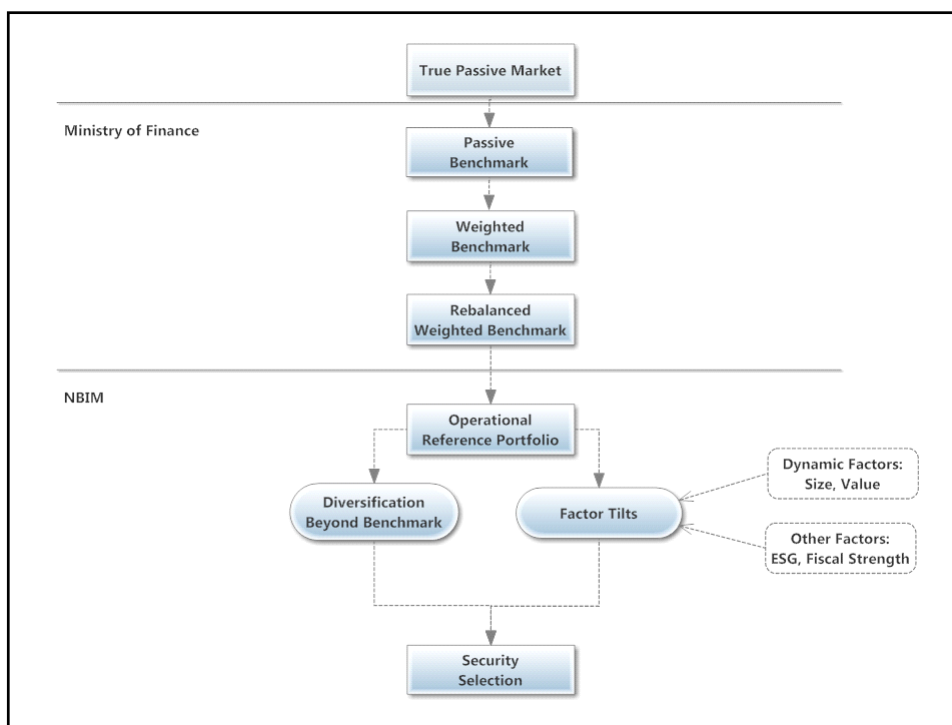 True Passive Market
Ministry of Finance
Passive
Benchmark
Weighted
Benchmark
Rebalanced
Weighted Benchmark
NBIM
Operational
Reference Portfolio
Diversification
Beyond Benchmark
Factor Tilts
Dynamic Factors:
Size, Value
Other Factors:
ESG, Fiscal Strength
Security
Selection